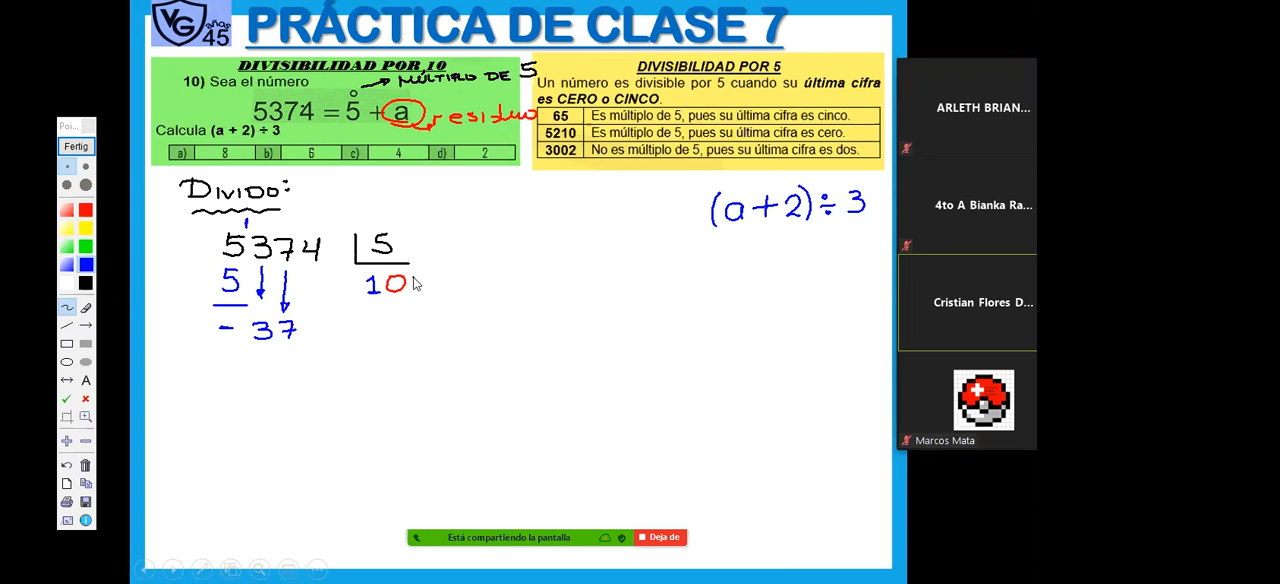 VG
años
45
PRÁCTICA DE CLASE 7
DIVISIBILIDAD POR 10
10) Sea el número
MÚLTIPLO DE 5
5374 = 5 + a
residuo
Calcula (a + 2) ÷ 3
a) 8 b) 6 c) 4 d) 2
DIVISIBILIDAD POR 5
Un número es divisible por 5 cuando su última cifra
es CERO o CINCO.
65 Es múltiplo de 5, pues su última cifra es cinco.
5210 Es múltiplo de 5, pues su última cifra es cero.
3002 No es múltiplo de 5, pues su última cifra es dos.
DIVIDO:
5374 5
5 10
- 37
(a+2)÷3
Poi...
Fertig
A
ARLETH BRIAN...
4to A Bianka Ra...
Cristian Flores D...
Marcos Mata
Está compartiendo la pantalla
Deja de